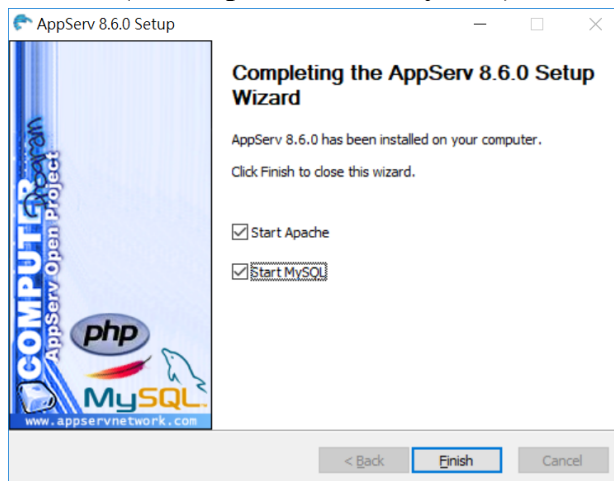 AppServ 8.6.0 Setup
Completing the AppServ 8.6.0 Setup
Wizard
AppServ 8.6.0 has been installed on your computer.
Click Finish to close this wizard.
Start Apache
Start MySQL
COMPUTER
Program
AppServ Open Project
php
MySQL
www.appservnetwork.com
< Back
Finish
Cancel